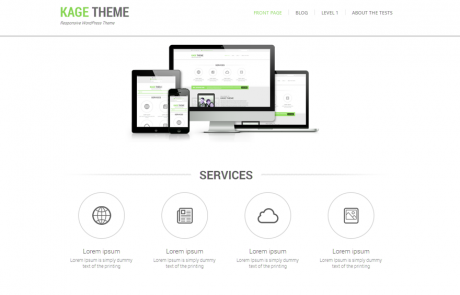 KAGE THEME
Responsive WordPress Theme
FRONT PAGE
BLOG
LEVEL 1
ABOUT THE TESTS
SERVICES
Lorem ipsum
Lorem ipsum is simply dummy
text of the printing
Lorem ipsum
Lorem ipsum is simply dummy
text of the printing
Lorem ipsum
Lorem ipsum is simply dummy
text of the printing
Lorem ipsum
Lorem ipsum is simply dummy
text of the printing